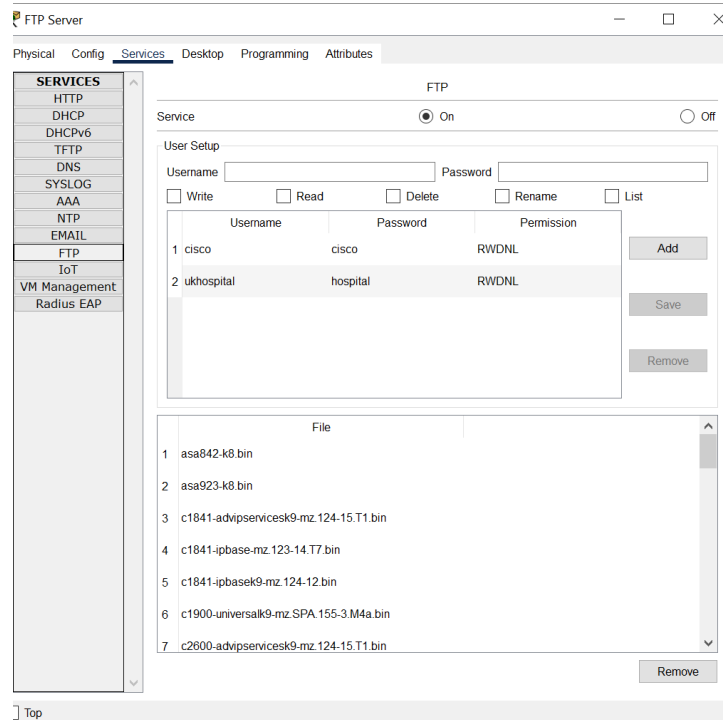 FTP Server
Physical Config Services Desktop Programming Attributes
SERVICES
HTTP
DHCP
DHCPv6
TFTP
DNS
SYSLOG
AAA
NTP
EMAIL
FTP
IoT
VM Management
Radius EAP
FTP
Service On Off
User Setup
Username Password
Write Read Delete Rename List
Username Password Permission
1 cisco cisco RWDNL
2 ukhospital hospital RWDNL
Add
Save
Remove
File
1 asa842-k8.bin
2 asa923-k8.bin
3 c1841-advipservicesk9-mz.124-15.T1.bin
4 c1841-ipbase-mz.123-14.T7.bin
5 c1841-ipbasek9-mz.124-12.bin
6 c1900-universalk9-mz.SPA.155-3.M4a.bin
7 c2600-advipservicesk9-mz.124-15.T1.bin
Remove
Top